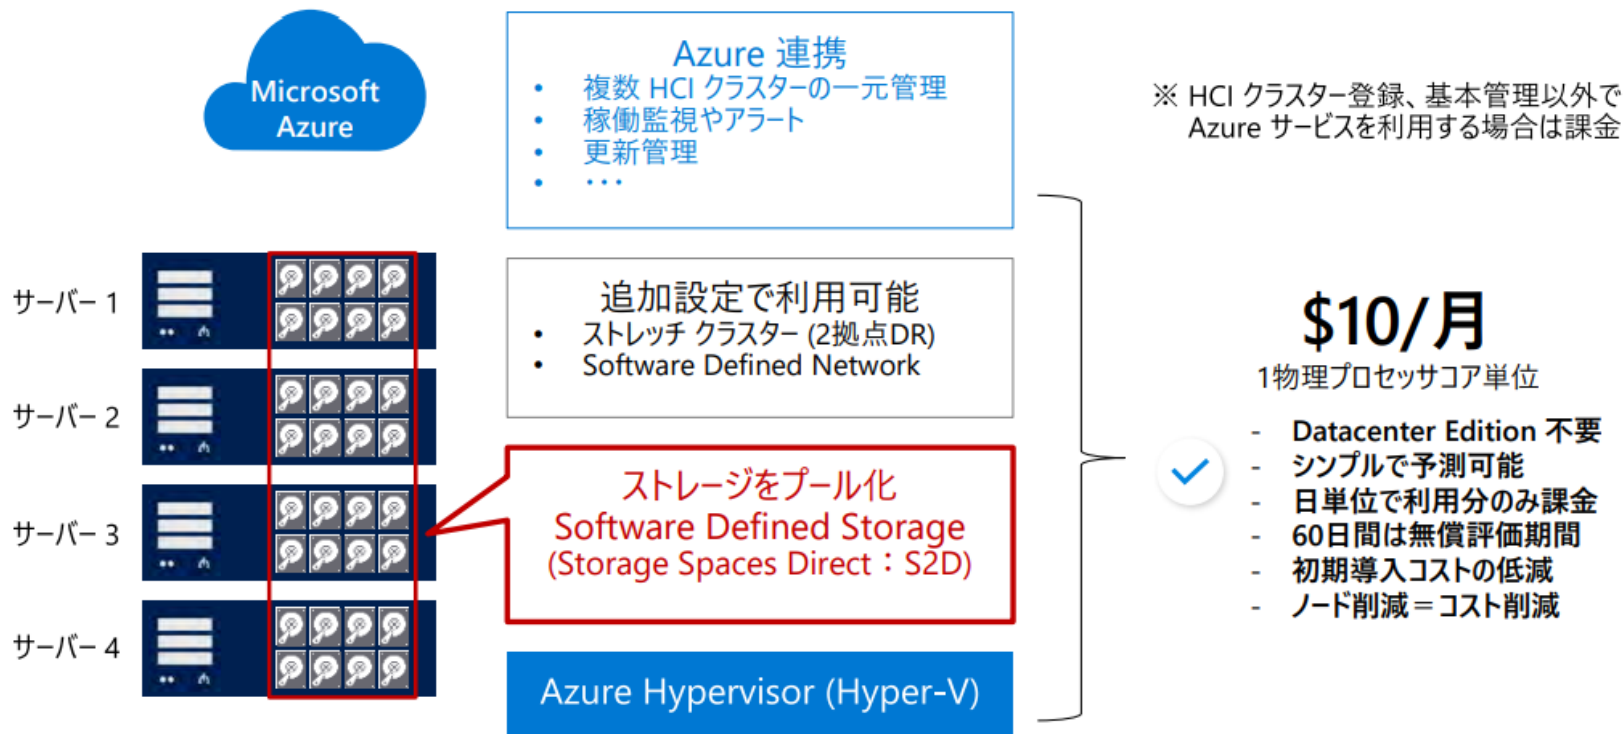 Microsoft
Azure
Azure 連携
• 複数 HCI クラスターの一元管理
• 稼働監視やアラート
• 更新管理
• ・・・
※ HCI クラスター登録、基本管理以外で
Azure サービスを利用する場合は課金
サーバー 1
サーバー 2
サーバー 3
サーバー 4
追加設定で利用可能
• ストレッチ クラスター (2拠点DR)
• Software Defined Network
ストレージをプール化
Software Defined Storage
(Storage Spaces Direct：S2D)
Azure Hypervisor (Hyper-V)
$10/月
1物理プロセッサコア単位
- Datacenter Edition 不要
- シンプルで予測可能
- 日単位で利用分のみ課金
- 60日間は無償評価期間
- 初期導入コストの低減
- ノード削減＝コスト削減